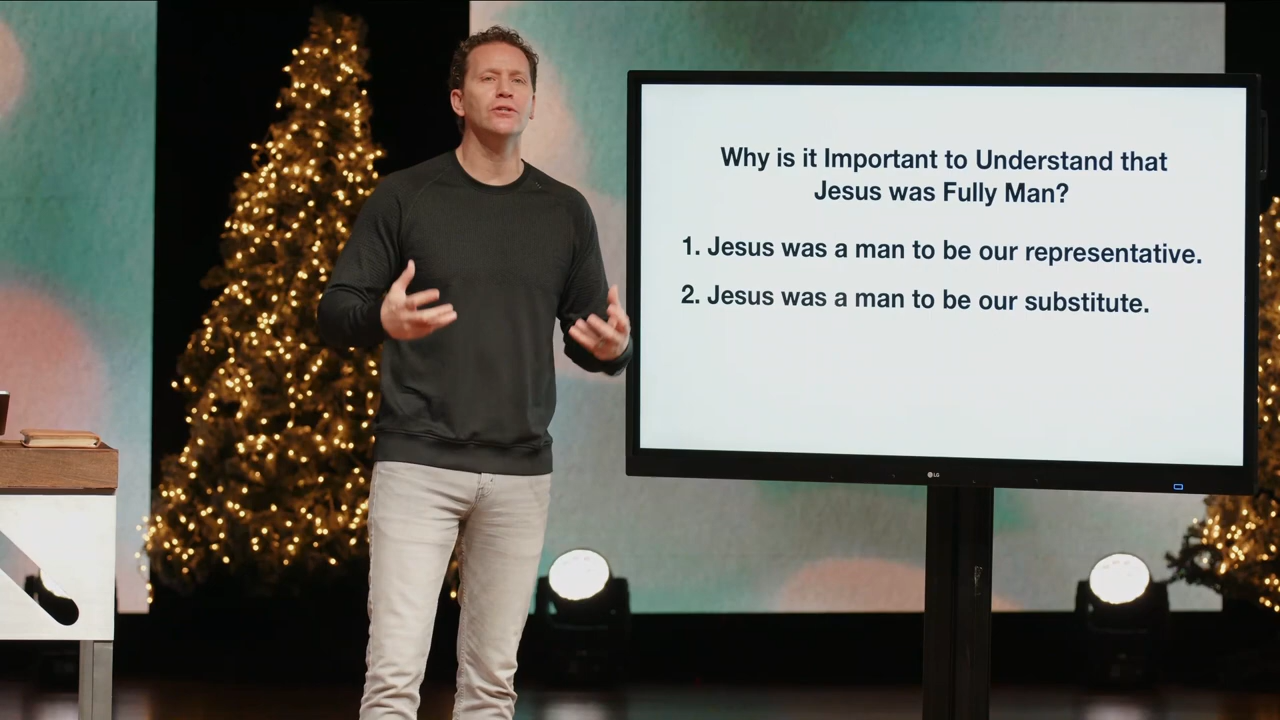 Why is it Important to Understand that
Jesus was Fully Man?
1. Jesus was a man to be our representative.
2. Jesus was a man to be our substitute.
LG